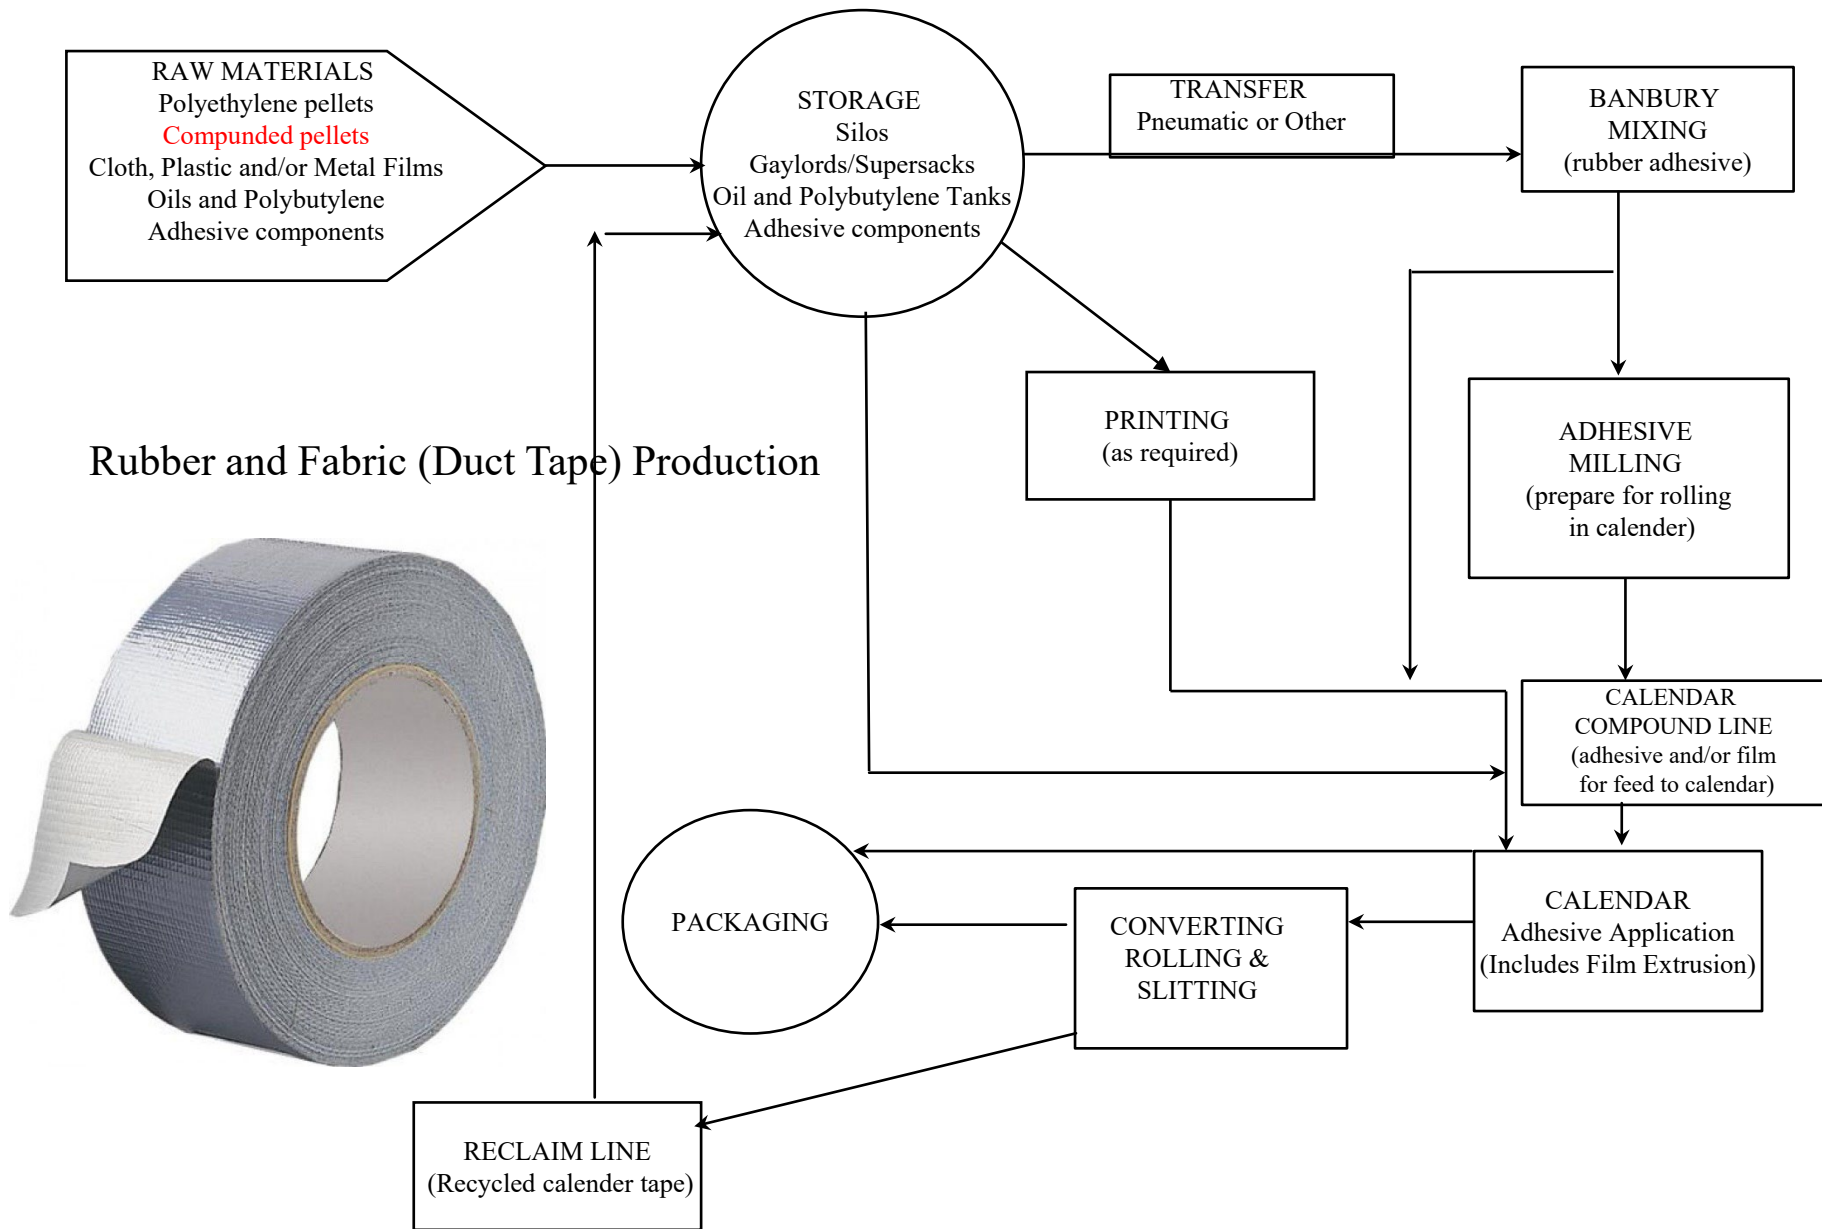 RAW MATERIALS
Polyethylene pellets
Compunded pellets
Cloth, Plastic and/or Metal Films
Oils and Polybutylene
Adhesive components
STORAGE
Silos
Gaylords/Supersacks
Oil and Polybutylene Tanks
Adhesive components
TRANSFER
Pneumatic or Other
BANBURY
MIXING
(rubber adhesive)
PRINTING
(as required)
ADHESIVE
MILLING
(prepare for rolling
in calender)
Rubber and Fabric (Duct Tape) Production
CALENDAR
COMPOUND LINE
(adhesive and/or film
for feed to calendar)
PACKAGING
CONVERTING
ROLLING &
SLITTING
CALENDAR
Adhesive Application
(Includes Film Extrusion)
RECLAIM LINE
(Recycled calender tape)